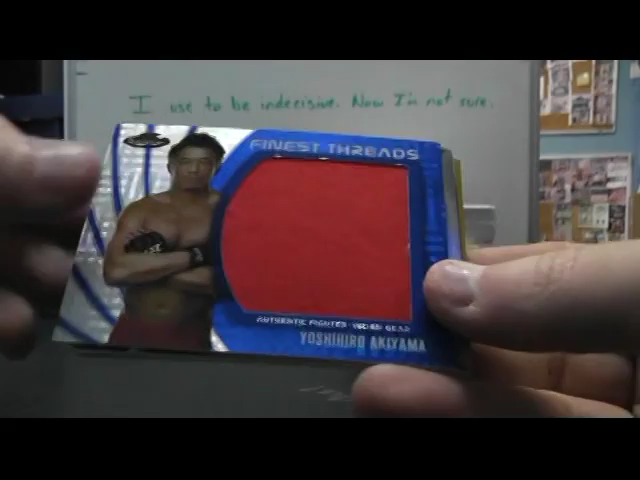 I use to be indecisive. Now I'm not sure.
FINEST THREADS
AUTHENTIC FIGHTER-WORN GEAR
YOSHIHIRO AKIYAMA